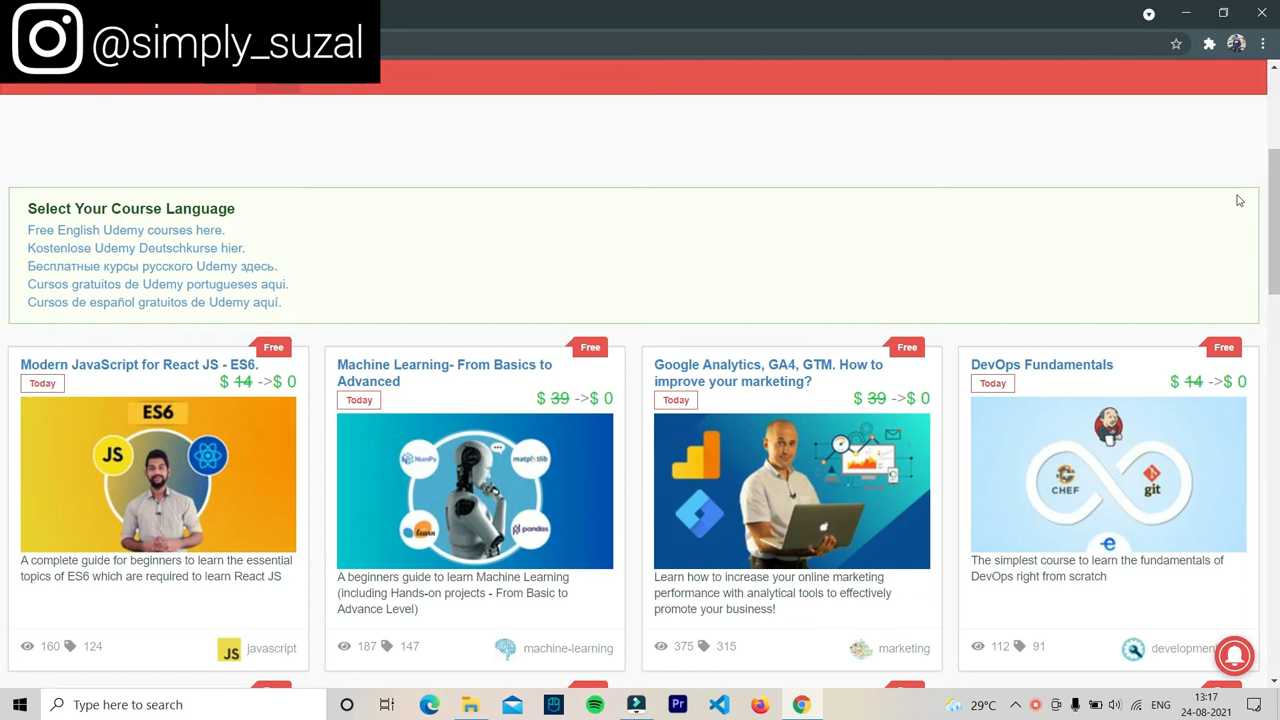 @simply_suzal
Select Your Course Language
Free English Udemy courses here.
Kostenlose Udemy Deutschkurse hier.
Бесплатные курсы русского Udemy здесь.
Cursos gratuitos de Udemy portugueses aqui.
Cursos de español gratuitos de Udemy aquí.
Free
Modern JavaScript for React JS - ES6.
Today
$ 14 ->$ 0
ES6
JS
A complete guide for beginners to learn the essential
topics of ES6 which are required to learn React JS
160 124
JS
javascript
Free
Machine Learning- From Basics to
Advanced
Today
$ 39 ->$ 0
NumPy
matplotlib
learn
pandas
A beginners guide to learn Machine Learning
(including Hands-on projects - From Basic to
Advance Level)
187 147
machine-learning
Free
Google Analytics, GA4, GTM. How to
improve your marketing?
Today
$ 39 ->$ 0
Learn how to increase your online marketing
performance with analytical tools to effectively
promote your business!
375 315
marketing
Free
DevOps Fundamentals
Today
$ 14 ->$ 0
CHEF
git
The simplest course to learn the fundamentals of
DevOps right from scratch
112 91
development
Type here to search
Pr
29°C
ENG
13:17
24-08-2021